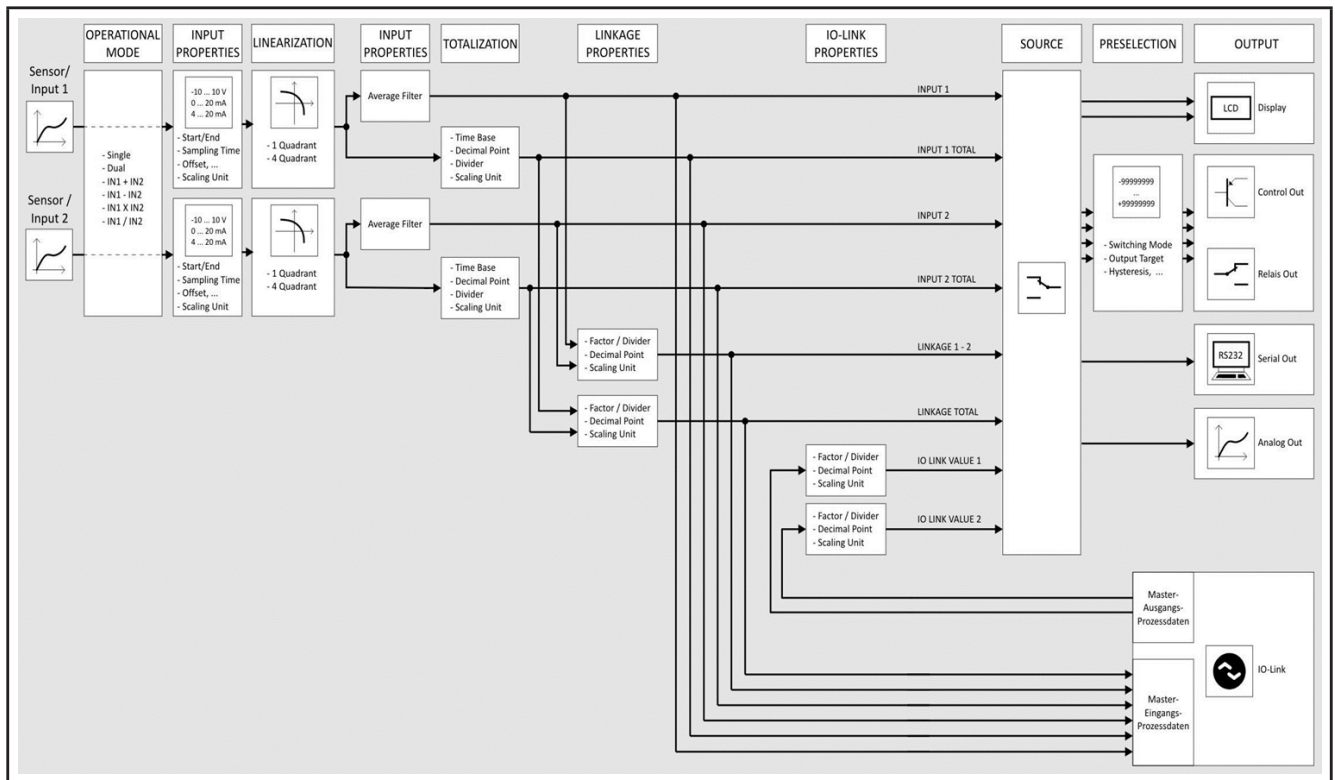 OPERATIONAL
MODE
INPUT
PROPERTIES
LINEARIZATION
INPUT
PROPERTIES
TOTALIZATION
LINKAGE
PROPERTIES
IO-LINK
PROPERTIES
SOURCE
PRESELECTION
OUTPUT
Sensor/
Input 1
- Single
- Dual
- IN1 + IN2
- IN1 - IN2
- IN1 X IN2
- IN1 / IN2
-10 ... 10 V
0 ... 20 mA
4 ... 20 mA
- Start/End
- Sampling Time
- Offset, ...
- Scaling Unit
- 1 Quadrant
- 4 Quadrant
Average Filter
- Time Base
- Decimal Point
- Divider
- Scaling Unit
INPUT 1
INPUT 1 TOTAL
LCD
Display
Sensor /
Input 2
-10 ... 10 V
0 ... 20 mA
4 ... 20 mA
- Start/End
- Sampling Time
- Offset, ...
- Scaling Unit
- 1 Quadrant
- 4 Quadrant
Average Filter
- Time Base
- Decimal Point
- Divider
- Scaling Unit
INPUT 2
INPUT 2 TOTAL
-99999999
...
+99999999
- Switching Mode
- Output Target
- Hysteresis, ...
Control Out
Relais Out
- Factor / Divider
- Decimal Point
- Scaling Unit
LINKAGE 1 - 2
RS232
Serial Out
- Factor / Divider
- Decimal Point
- Scaling Unit
LINKAGE TOTAL
Analog Out
- Factor / Divider
- Decimal Point
- Scaling Unit
IO LINK VALUE 1
- Factor / Divider
- Decimal Point
- Scaling Unit
IO LINK VALUE 2
Master-
Ausgangs-
Prozessdaten
IO-Link
Master-
Eingangs-
Prozessdaten